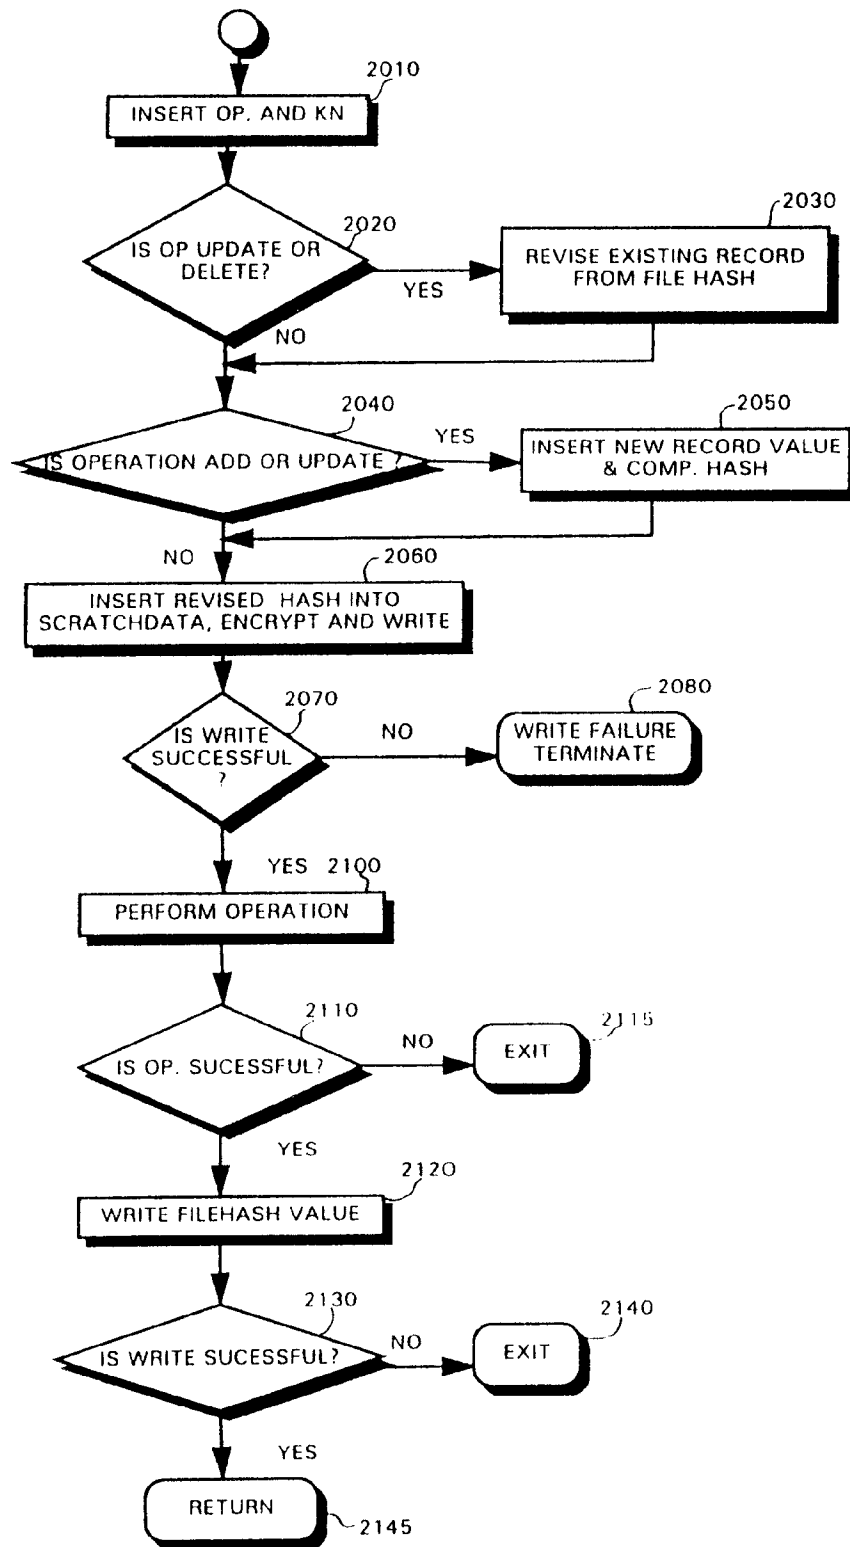 2010
INSERT OP. AND KN
2020
IS OP UPDATE OR
DELETE?
YES
NO
2030
REVISE EXISTING RECORD
FROM FILE HASH
2040
IS OPERATION ADD OR UPDATE ?
YES
NO
2050
INSERT NEW RECORD VALUE
& COMP. HASH
2060
INSERT REVISED HASH INTO
SCRATCHDATA, ENCRYPT AND WRITE
2070
IS WRITE
SUCCESSFUL
?
NO
2080
WRITE FAILURE
TERMINATE
YES
2100
PERFORM OPERATION
2110
IS OP. SUCESSFUL?
NO
2115
EXIT
YES
2120
WRITE FILEHASH VALUE
2130
IS WRITE SUCESSFUL?
NO
2140
EXIT
YES
RETURN
2145